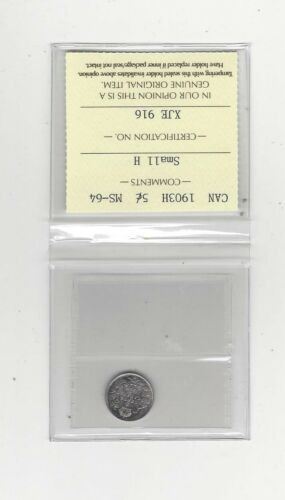 CAN 1903H 5¢ MS-64
— COMMENTS —
Small H
— CERTIFICATION NO. —
XJE 916
IN OUR OPINION THIS IS A
GENUINE ORIGINAL ITEM.
Tampering with this sealed holder invalidates above opinion.
Have holder replaced if inner package/seal not intact.